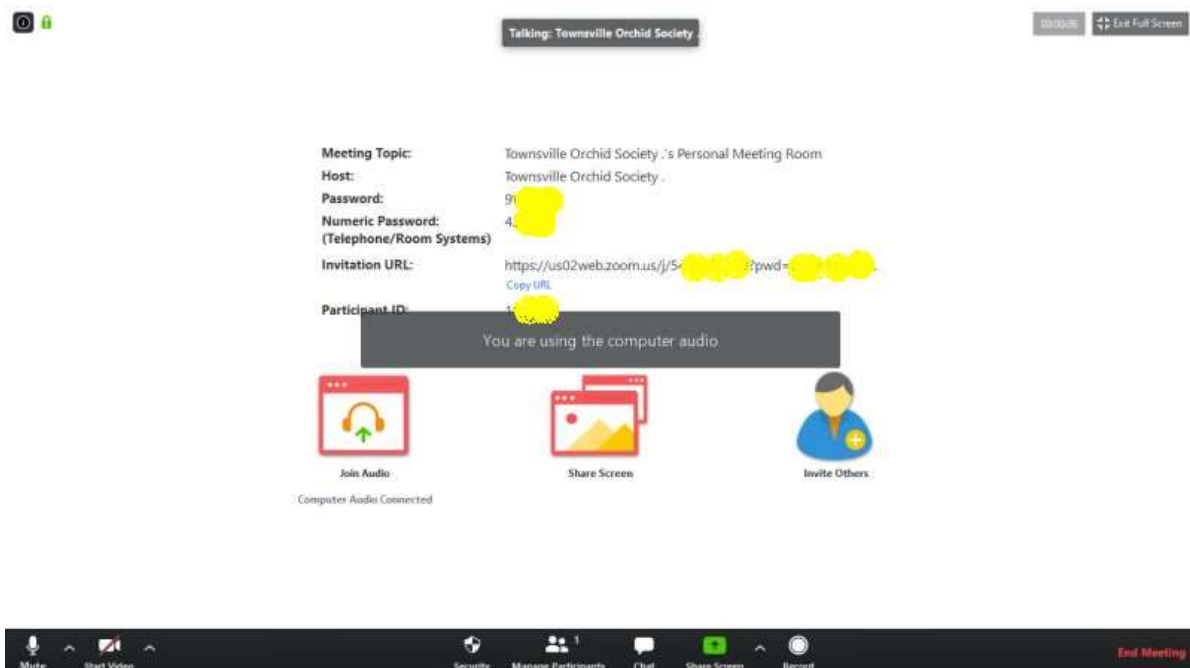 Talking: Townsville Orchid Society .
Exit Full Screen
Meeting Topic: Townsville Orchid Society .'s Personal Meeting Room
Host: Townsville Orchid Society .
Password: 9
Numeric Password: 4
(Telephone/Room Systems)
Invitation URL: https://us02web.zoom.us/j/5 ?pwd=
Copy URL
Participant ID: 1
You are using the computer audio
Join Audio Share Screen Invite Others
Computer Audio Connected
1
Mute Start Video Security Manage Participants Chat Share Screen Record End Meeting